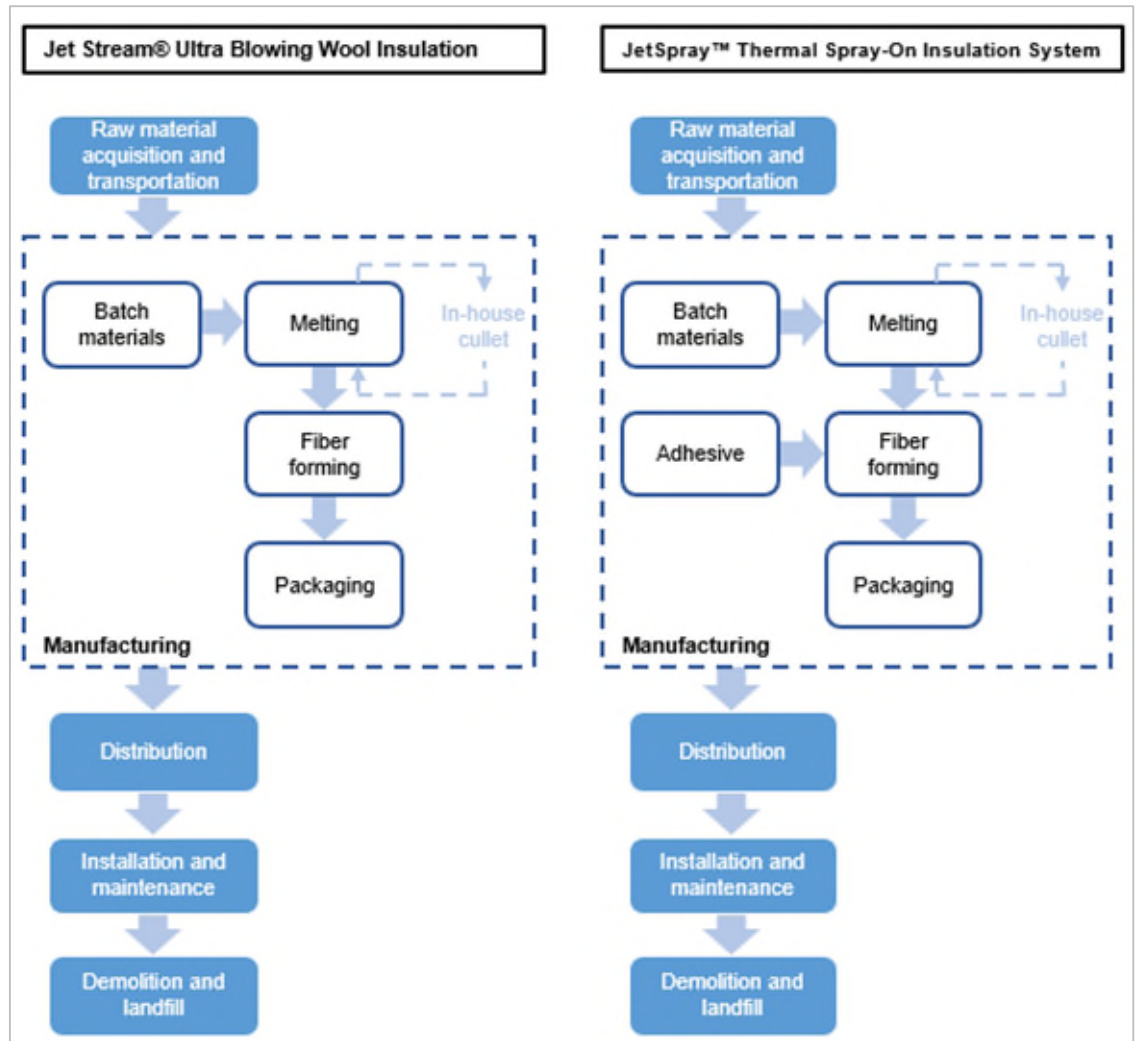 Jet Stream® Ultra Blowing Wool Insulation
Raw material
acquisition and
transportation
Batch
materials
Melting
In-house
cullet
Fiber
forming
Packaging
Manufacturing
Distribution
Installation and
maintenance
Demolition and
landfill
JetSpray™ Thermal Spray-On Insulation System
Raw material
acquisition and
transportation
Batch
materials
Melting
In-house
cullet
Adhesive
Fiber
forming
Packaging
Manufacturing
Distribution
Installation and
maintenance
Demolition and
landfill